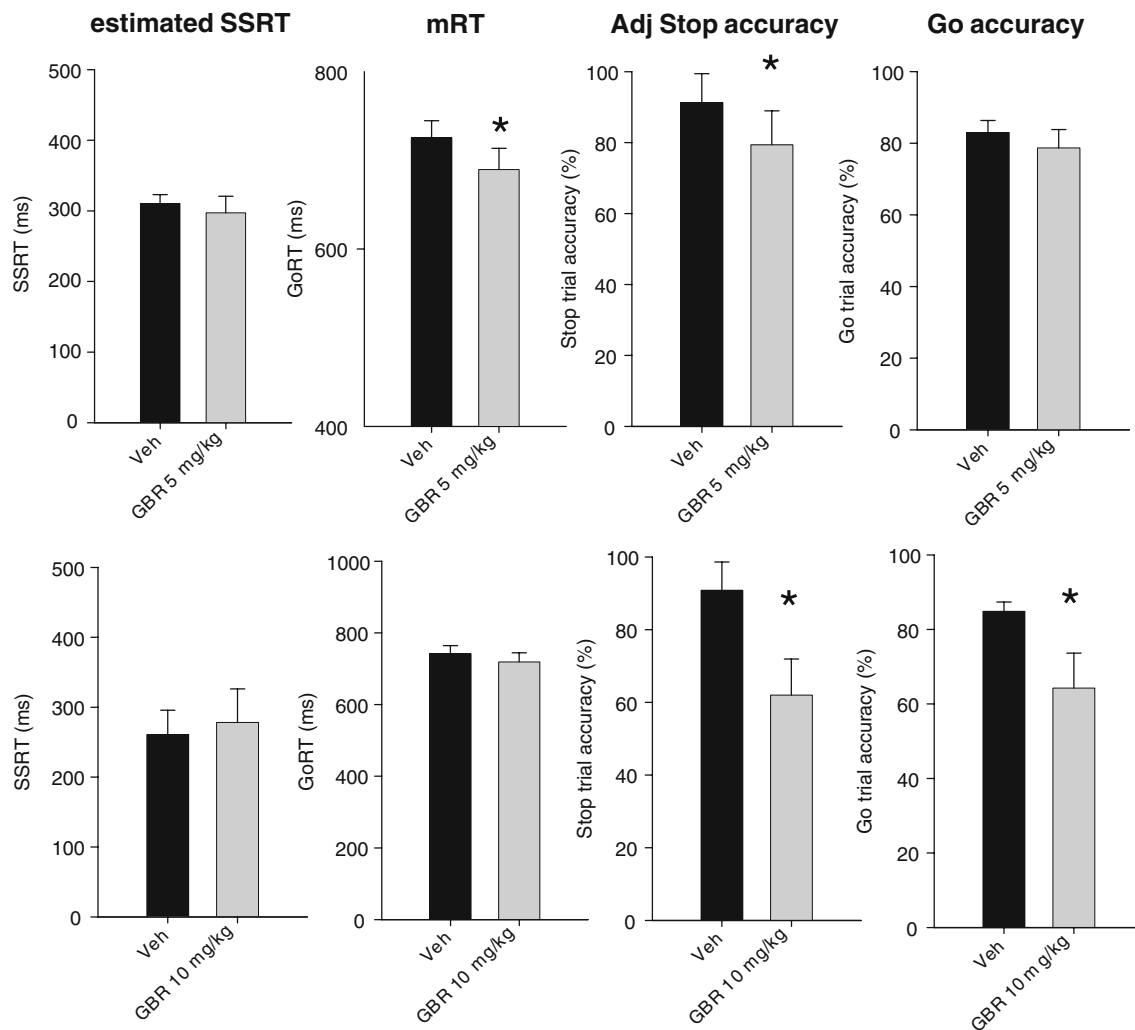 estimated SSRT
mRT
Adj Stop accuracy
Go accuracy
SSRT (ms)
500
400
300
200
100
0
Veh
GBR 5 mg/kg
GoRT (ms)
800
600
400
Veh
GBR 5 mg/kg
*
Stop trial accuracy (%)
100
80
60
40
20
0
Veh
GBR 5 mg/kg
*
Go trial accuracy (%)
100
80
60
40
20
0
Veh
GBR 5 mg/kg
SSRT (ms)
500
400
300
200
100
0
Veh
GBR 10 mg/kg
GoRT (ms)
1000
800
600
400
200
0
Veh
GBR 10 mg/kg
Stop trial accuracy (%)
100
80
60
40
20
0
Veh
GBR 10 mg/kg
*
Go trial accuracy (%)
100
80
60
40
20
0
Veh
GBR 10 m g/kg
*